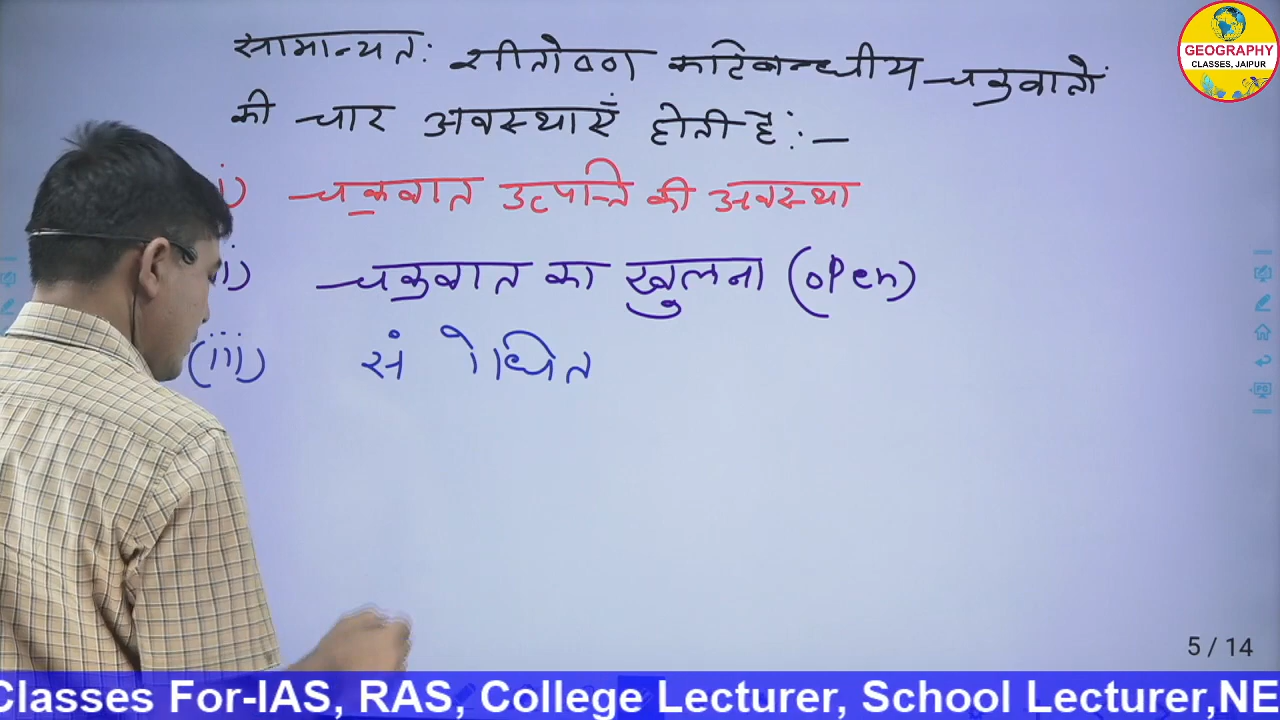 सामान्यतः शीतोष्ण कटिबन्धीय चक्रवातों
की चार अवस्थाएं होती है :-
i) चक्रवात उत्पत्ति की अवस्था
i) चक्रवात का खुलना (open)
(iii) सं
GEOGRAPHY
CLASSES, JAIPUR
5 / 14
Classes For-IAS, RAS, College Lecturer, School Lecturer,NE